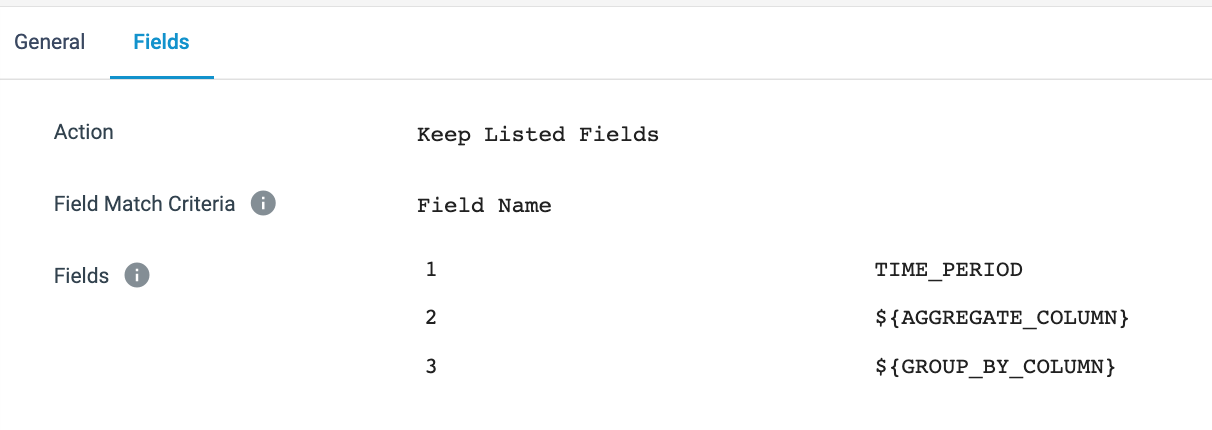 General Fields
Action Keep Listed Fields
Field Match Criteria i Field Name
Fields i 1 TIME_PERIOD
2 ${AGGREGATE_COLUMN}
3 ${GROUP_BY_COLUMN}